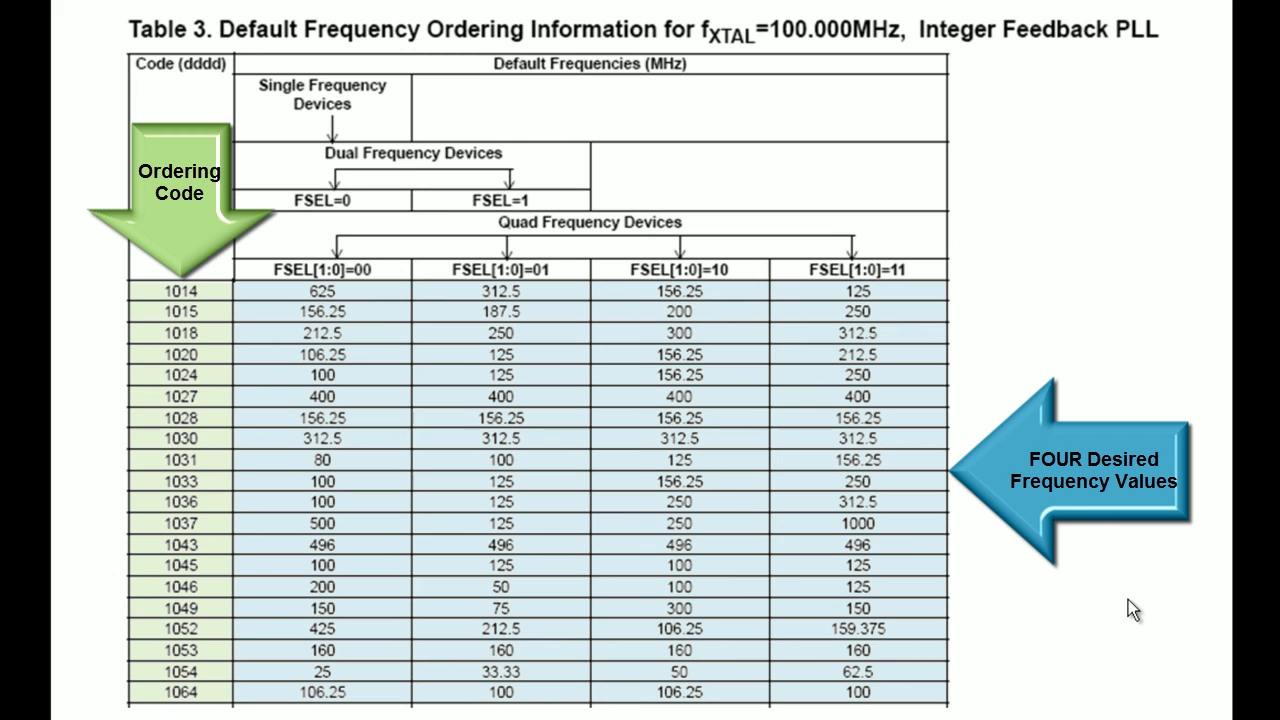 Table 3. Default Frequency Ordering Information for fXTAL=100.000MHz, Integer Feedback PLL
Code (dddd) Default Frequencies (MHz)
Single Frequency
Devices
Dual Frequency Devices
Ordering
Code
FSEL=0 FSEL=1
Quad Frequency Devices
FSEL[1:0]=00 FSEL[1:0]=01 FSEL[1:0]=10 FSEL[1:0]=11
1014 625 312.5 156.25 125
1015 156.25 187.5 200 250
1018 212.5 250 300 312.5
1020 106.25 125 156.25 212.5
1024 100 125 156.25 250
1027 400 400 400 400
1028 156.25 156.25 156.25 156.25
1030 312.5 312.5 312.5 312.5
1031 80 100 125 156.25
1033 100 125 156.25 250
1036 100 125 250 312.5
1037 500 125 250 1000
1043 496 496 496 496
1045 100 125 100 125
1046 200 50 100 125
1049 150 75 300 150
1052 425 212.5 106.25 159.375
1053 160 160 160 160
1054 25 33.33 50 62.5
1064 106.25 100 106.25 100
FOUR Desired
Frequency Values